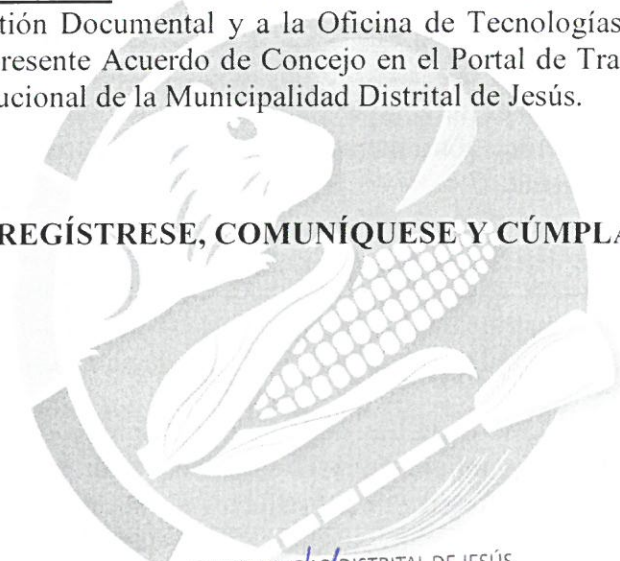 tión Documental y a la Oficina de Tecnologías
resente Acuerdo de Concejo en el Portal de Tra
ucional de la Municipalidad Distrital de Jesús.
REGÍSTRESE, COMUNÍQUESE Y CÚMPLA
DISTRITAL DE JESÚS